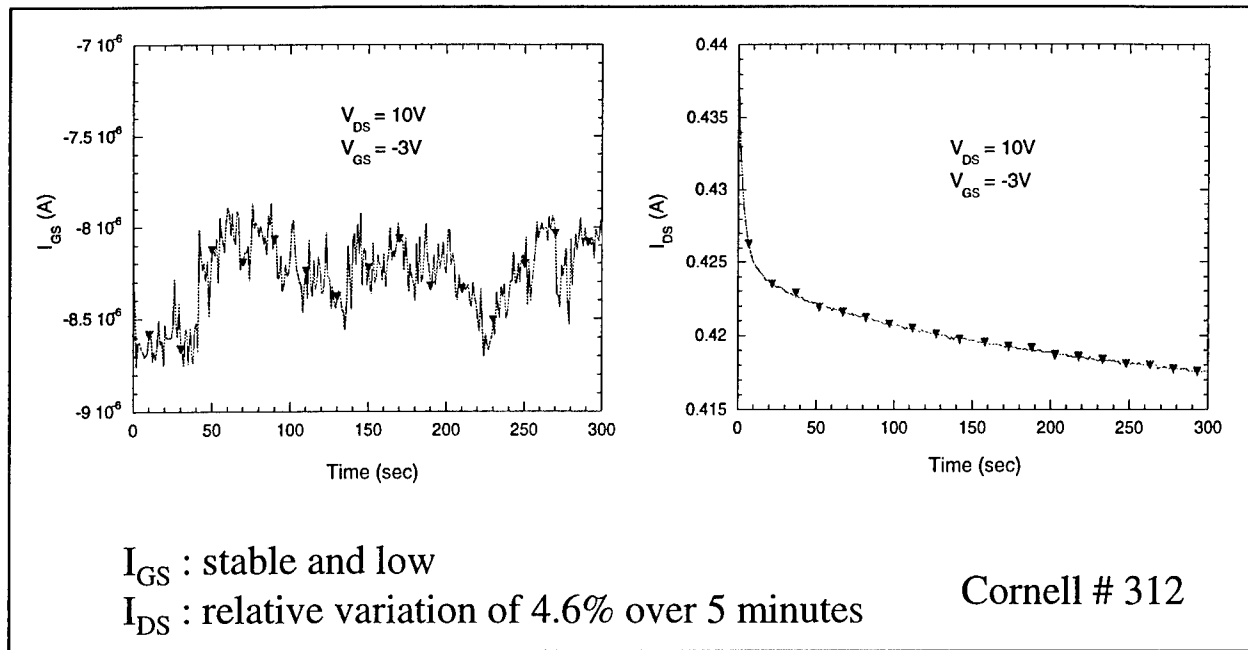 -7 10⁻⁶
-7.5 10⁻⁶
-8 10⁻⁶
-8.5 10⁻⁶
-9 10⁻⁶
I_GS (A)
V_DS = 10V
V_GS = -3V
0 50 100 150 200 250 300
Time (sec)
0.44
0.435
0.43
0.425
0.42
0.415
I_DS (A)
V_DS = 10V
V_GS = -3V
0 50 100 150 200 250 300
Time (sec)
I_GS : stable and low
I_DS : relative variation of 4.6% over 5 minutes
Cornell # 312